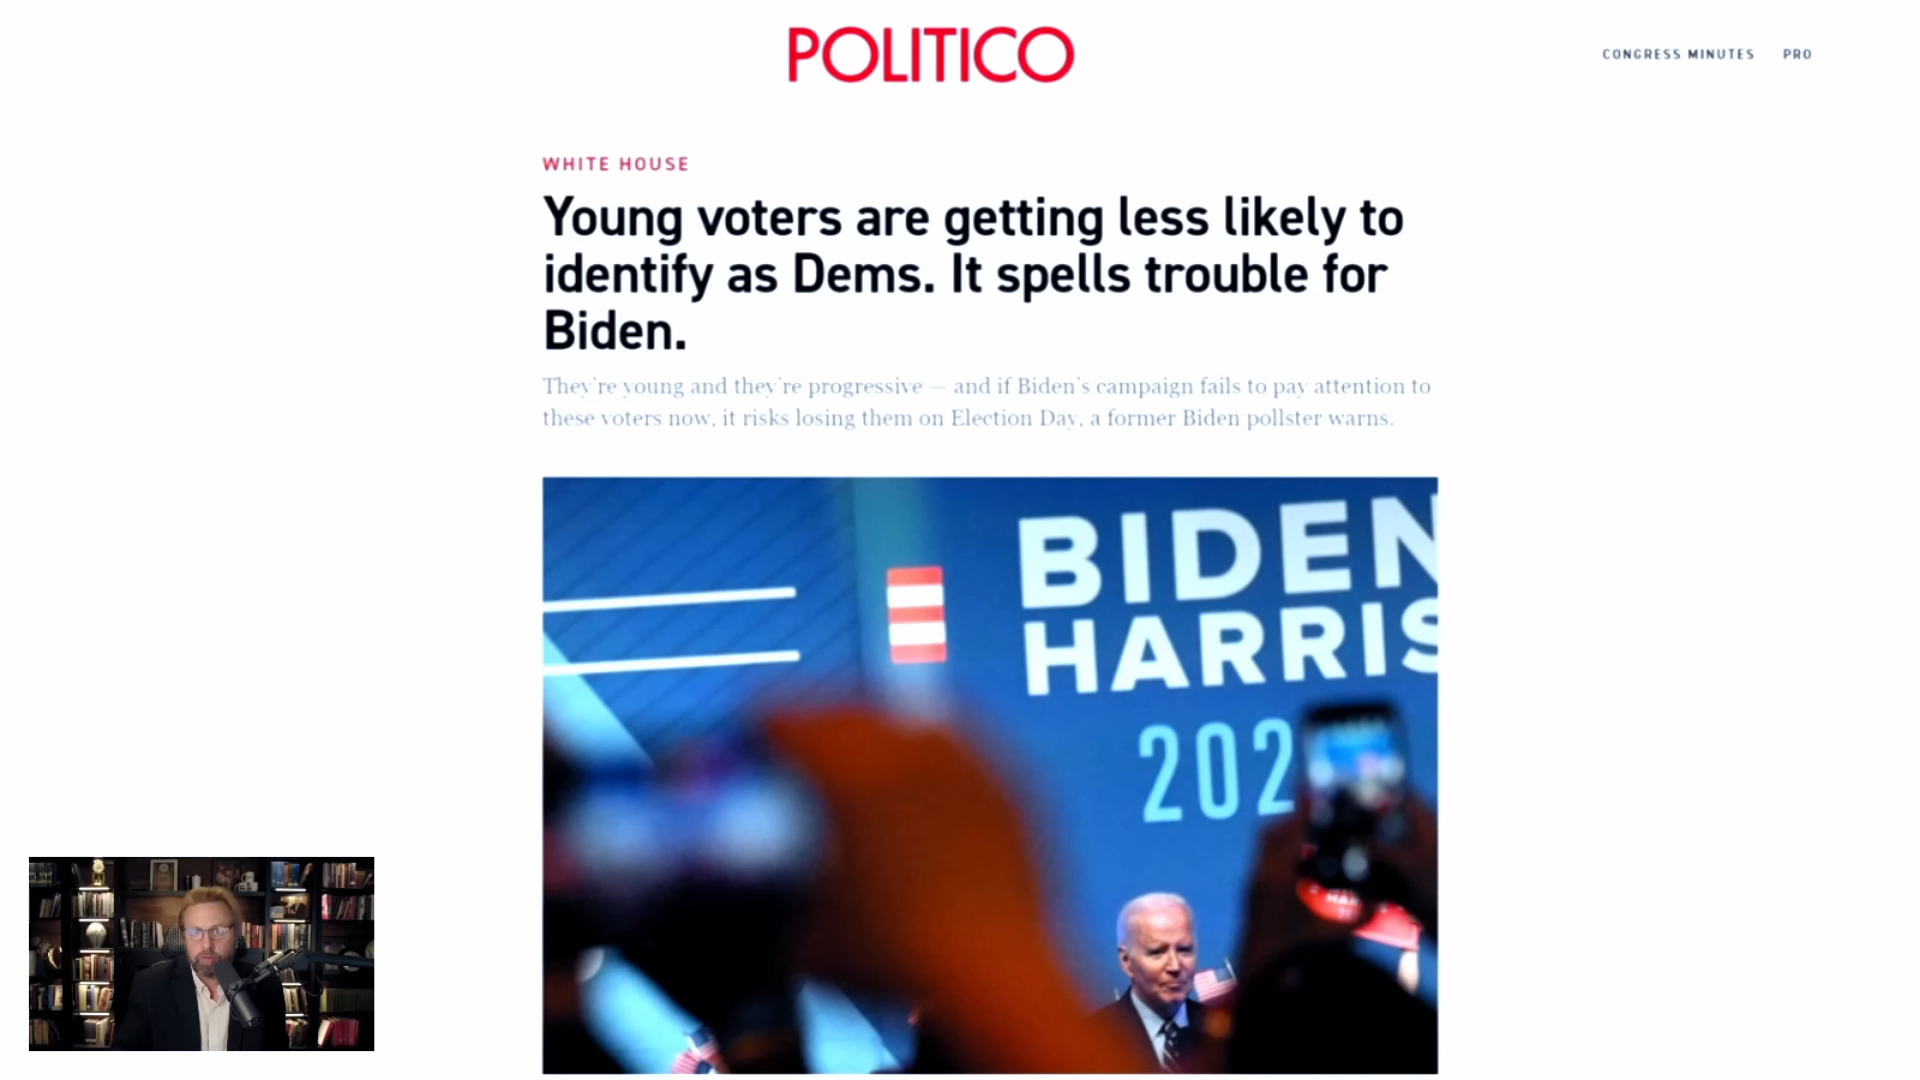 POLITICO
CONGRESS MINUTES PRO
WHITE HOUSE
Young voters are getting less likely to
identify as Dems. It spells trouble for
Biden.
They're young and they're progressive — and if Biden's campaign fails to pay attention to
these voters now, it risks losing them on Election Day, a former Biden pollster warns.
BIDEN
HARRIS
202